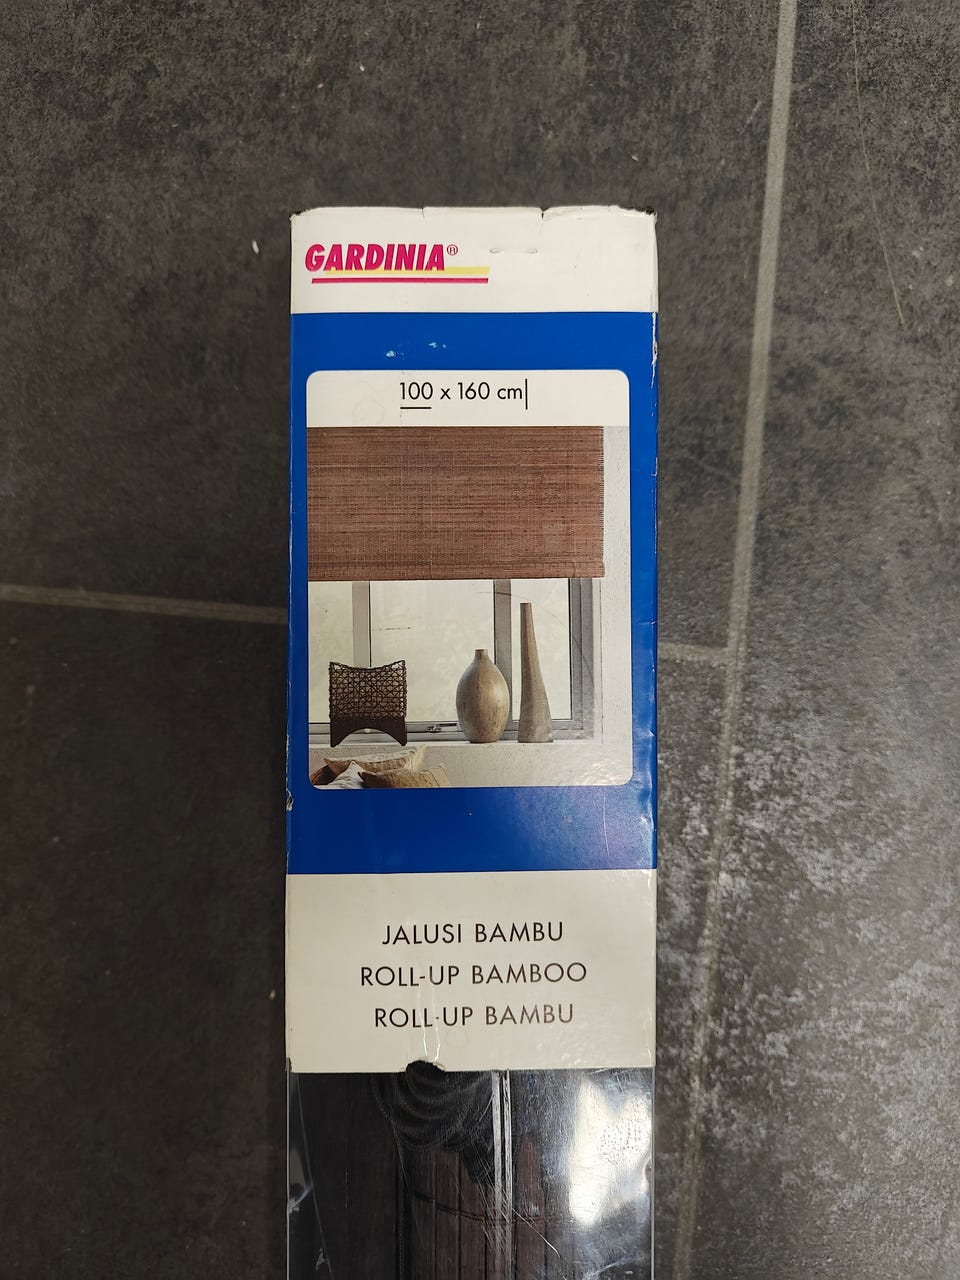 GARDINIA®
100 x 160 cm
JALUSI BAMBU
ROLL-UP BAMBOO
ROLL-UP BAMBU